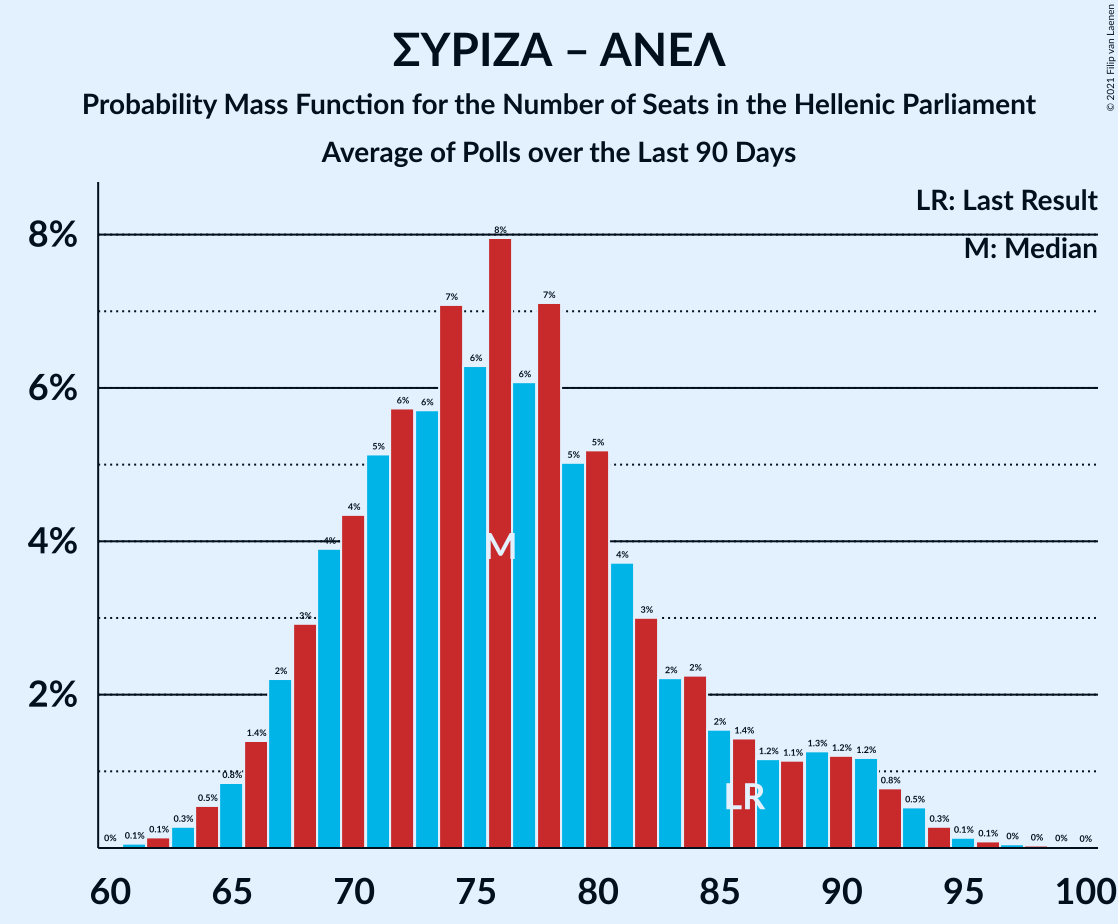 ΣΥΡΙΖΑ – ΑΝΕΛ
Probability Mass Function for the Number of Seats in the Hellenic Parliament
Average of Polls over the Last 90 Days
© 2021 Filip van Laenen
LR: Last Result
M: Median
8%
6%
4%
2%
0% 0.1% 0.1% 0.3% 0.5% 0.8% 1.4% 2% 3% 4% 4% 5% 6% 6% 7% 6% 8% 6% 7% 5% 5% 4% 3% 2% 2% 2% 1.4% 1.2% 1.1% 1.3% 1.2% 1.2% 0.8% 0.5% 0.3% 0.1% 0.1% 0% 0% 0% 0%
M
LR
60 65 70 75 80 85 90 95 100